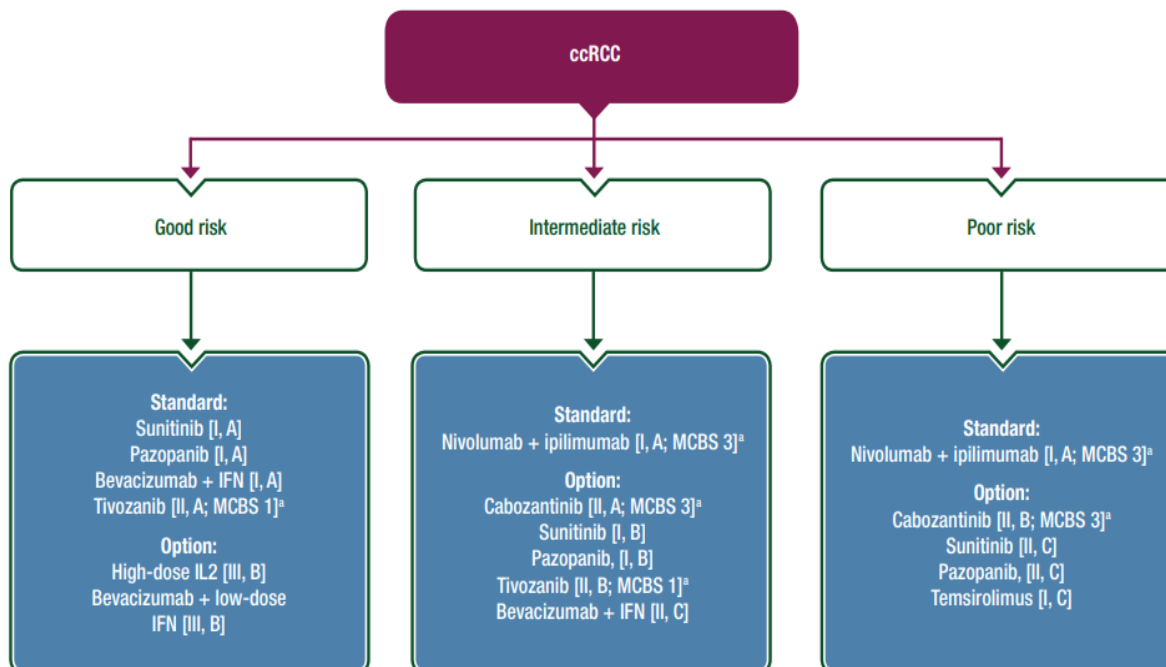 ccRCC
Good risk
Intermediate risk
Poor risk
Standard:
Sunitinib [I, A]
Pazopanib [I, A]
Bevacizumab + IFN [I, A]
Tivozanib [II, A; MCBS 1]ª
Option:
High-dose IL2 [III, B]
Bevacizumab + low-dose
IFN [III, B]
Standard:
Nivolumab + ipilimumab [I, A; MCBS 3]ª
Option:
Cabozantinib [II, A; MCBS 3]ª
Sunitinib [I, B]
Pazopanib, [I, B]
Tivozanib [II, B; MCBS 1]ª
Bevacizumab + IFN [II, C]
Standard:
Nivolumab + ipilimumab [I, A; MCBS 3]ª
Option:
Cabozantinib [II, B; MCBS 3]ª
Sunitinib [II, C]
Pazopanib, [II, C]
Temsirolimus [I, C]